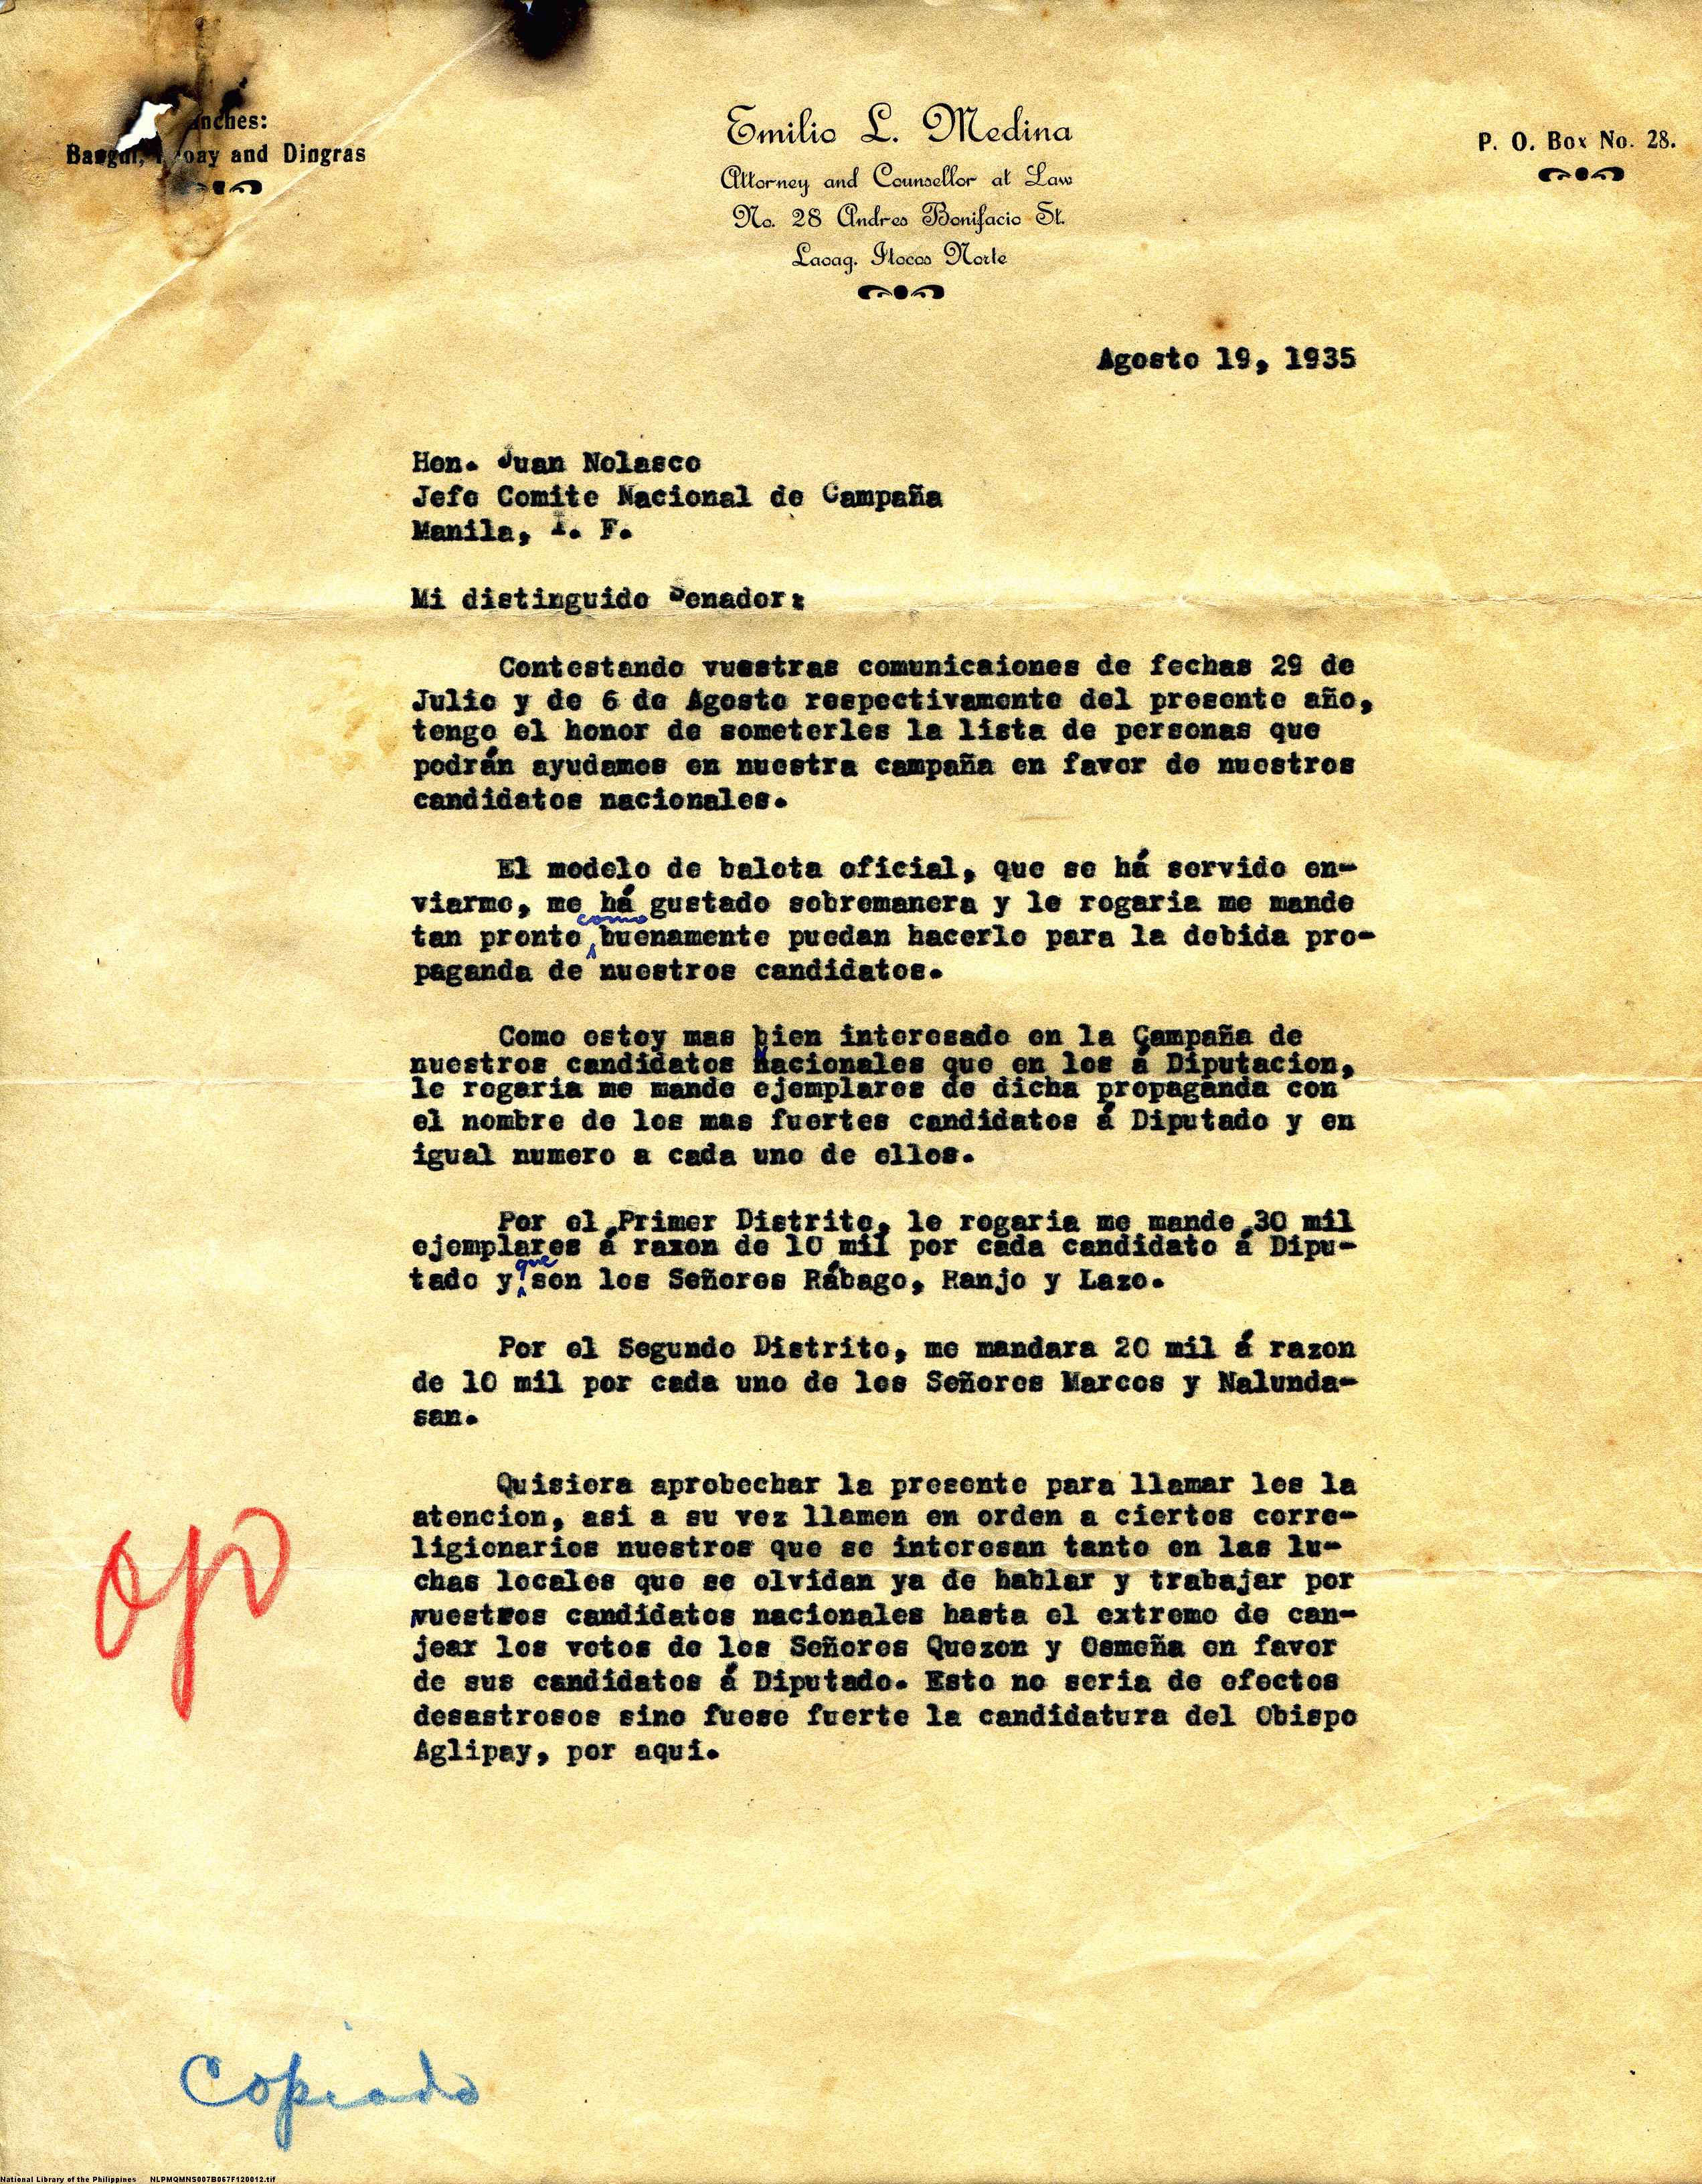 Branches:
Bangui, Paoay and Dingras
Emilio L. Medina
Attorney and Counsellor at Law
No. 28 Andres Bonifacio St.
Laoag, Ilocos Norte
P. O. Box No. 28.
Agosto 19, 1935
Hon. Juan Nolasco
Jefe Comite Nacional de Campaña
Manila, I. F.
Mi distinguido Senador:
Contestando vuestras comunicaiones de fechas 29 de
Julio y de 6 de Agosto respectivamente del presente año,
tengo el honor de someterles la lista de personas que
podrán ayudamos en nuestra campaña en favor de nuestros
candidatos nacionales.
El modelo de balota oficial, que se há servido en-
viarme, me há gustado sobremanera y le rogaria me mande
tan pronto como buenamente puedan hacerlo para la debida pro-
paganda de nuestros candidatos.
Como estoy mas bien interesado en la Campaña de
nuestros candidatos Nacionales que en los á Diputacion,
le rogaria me mande ejemplares de dicha propaganda con
el nombre de los mas fuertes candidatos á Diputado y en
igual numero a cada uno de ellos.
Por el Primer Distrito, le rogaria me mande 30 mil
ejemplares á razon de 10 mil por cada candidato á Dipu-
tado y que son los Señores Rábago, Ranjo y Lazo.
Por el Segundo Distrito, me mandara 20 mil á razon
de 10 mil por cada uno de los Señores Marcos y Nalunda-
san.
Quisiera aprobechar la presente para llamar les la
atencion, asi a su vez llamen en orden a ciertos corre-
ligionarios nuestros que se interesan tanto en las lu-
chas locales que se olvidan ya de hablar y trabajar por
nuestros candidatos nacionales hasta el extremo de can-
jear los votos de los Señores Quezon y Osmeña en favor
de sus candidatos á Diputado. Esto no seria de efectos
desastrosos sino fuese fuerte la candidatura del Obispo
Aglipay, por aqui.
ojo
Copiado
National Library of the Philippines NLPMQMNS007B067F120012.tif